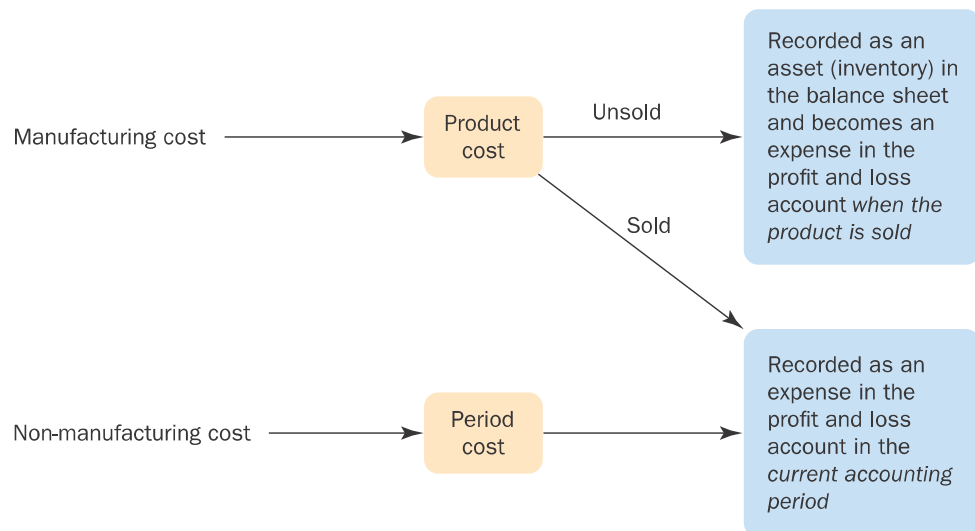 Manufacturing cost
Product
cost
Unsold
Recorded as an
asset (inventory) in
the balance sheet
and becomes an
expense in the
profit and loss
account when the
product is sold
Sold
Non-manufacturing cost
Period
cost
Recorded as an
expense in the
profit and loss
account in the
current accounting
period